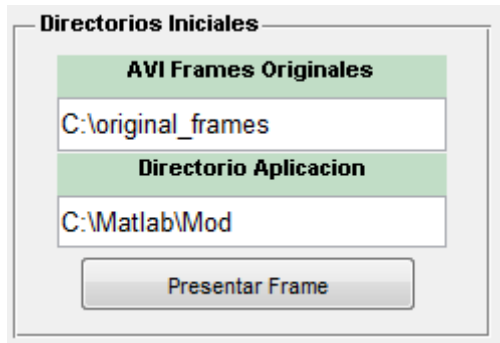 Directorios Iniciales
AVI Frames Originales
C:\original_frames
Directorio Aplicacion
C:\Matlab\Mod
Presentar Frame